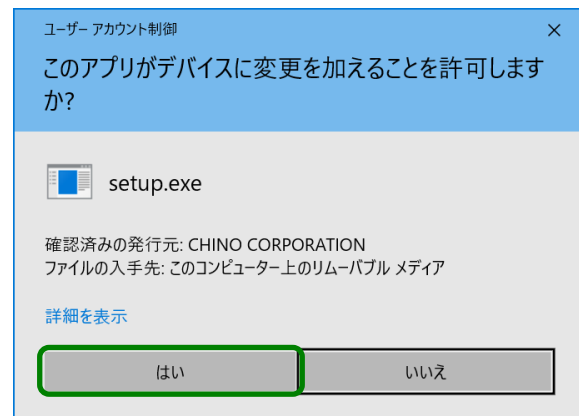 ユーザー アカウント制御
このアプリがデバイスに変更を加えることを許可します
か?
setup.exe
確認済みの発行元: CHINO CORPORATION
ファイルの入手先: このコンピューター上のリムーバブル メディア
詳細を表示
はい
いいえ